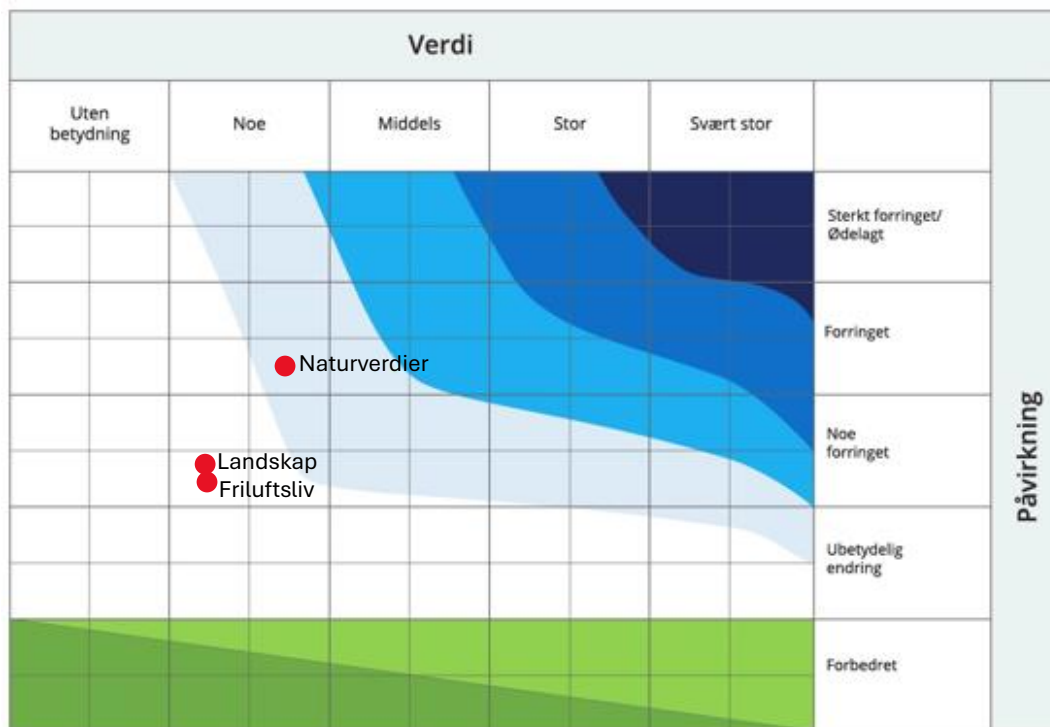 Verdi
Uten
betydning
Noe
Middels
Stor
Svært stor
Sterkt forringet/
Ødelagt
Forringet
Naturverdier
Noe
forringet
Landskap
Friluftsliv
Ubetydelig
endring
Forbedret
Påvirkning